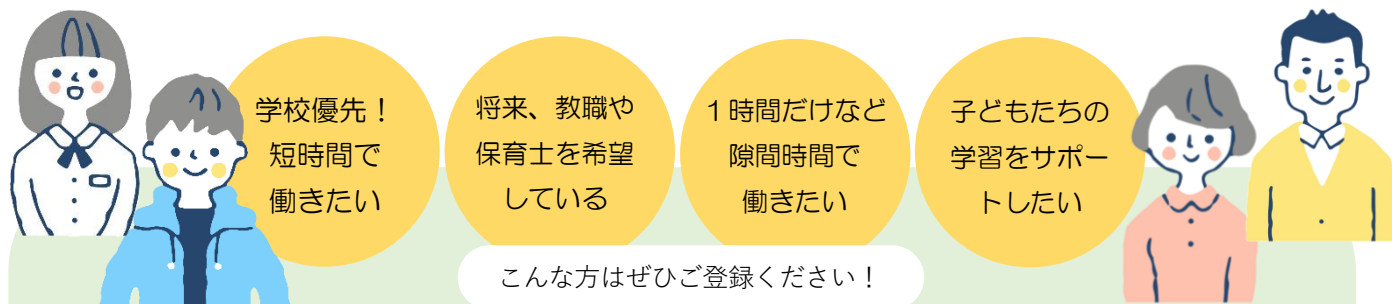 学校優先！
短時間で
働きたい
将来、教職や
保育士を希望
している
１時間だけなど
隙間時間で
働きたい
子どもたちの
学習をサポー
トしたい
こんな方はぜひご登録ください！